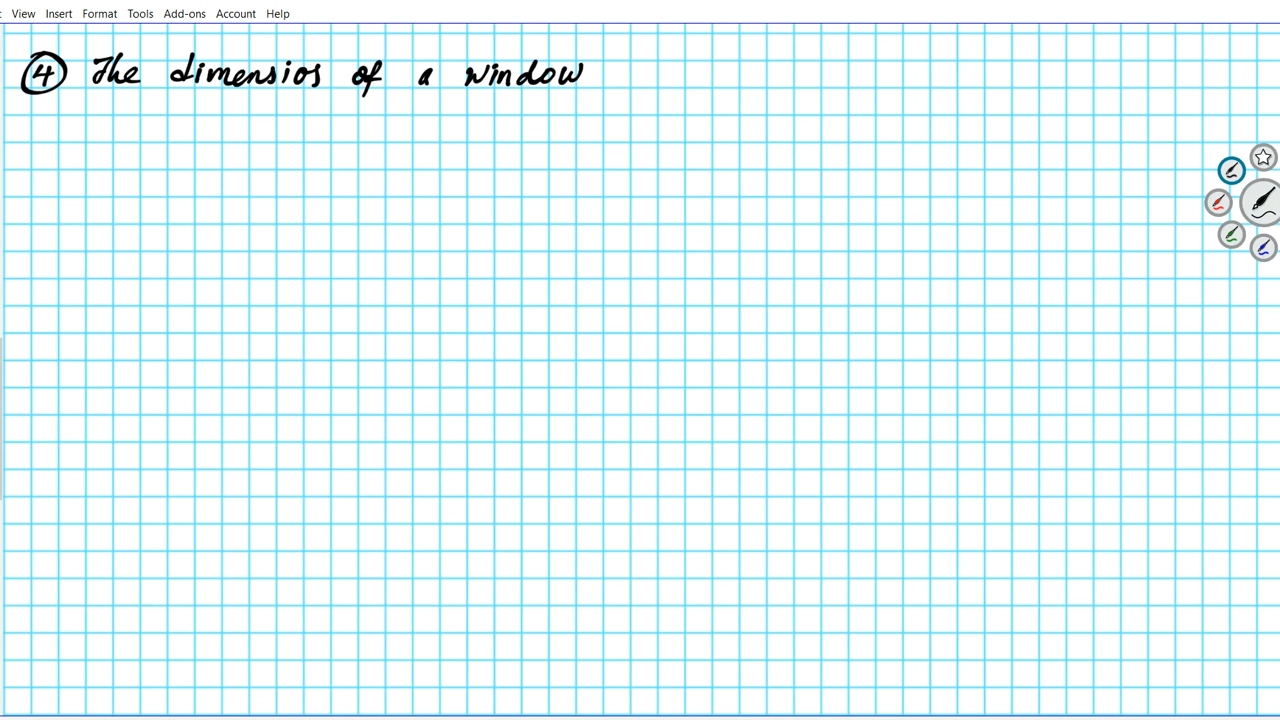 View Insert Format Tools Add-ons Account Help
④ The dimensios of a window